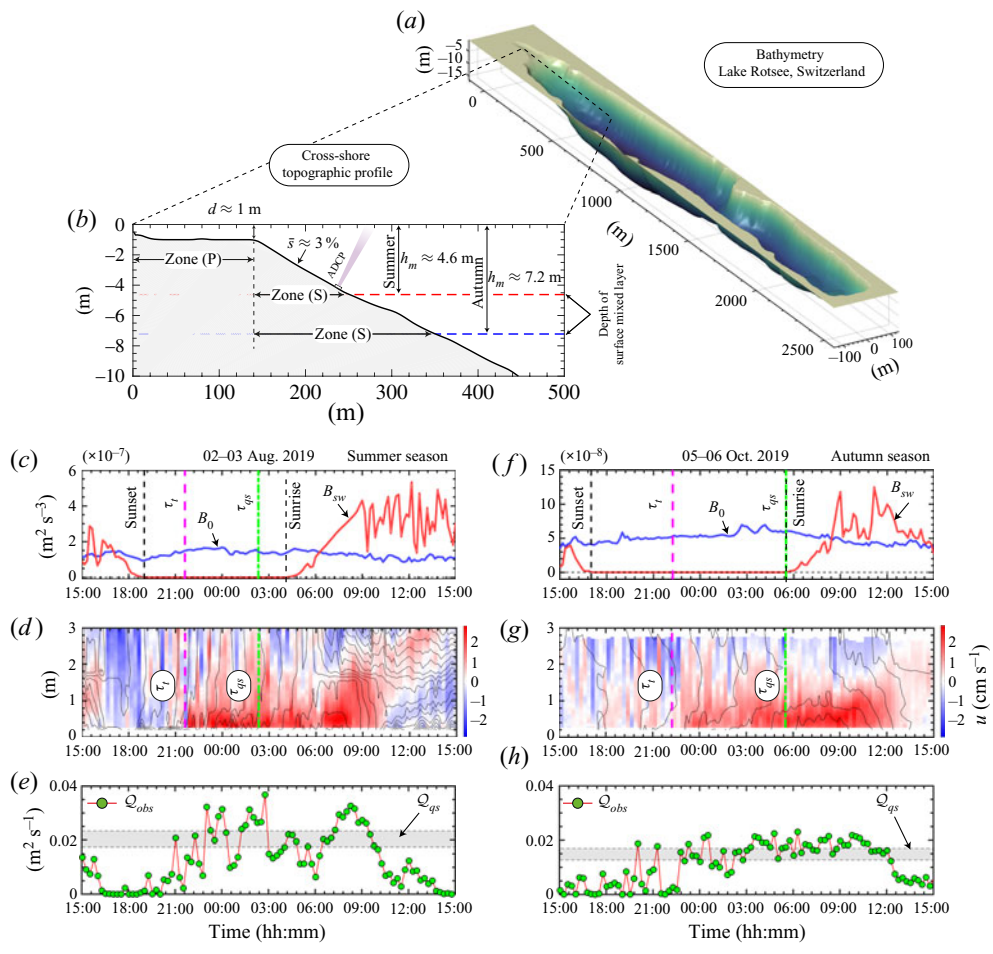 (a)
(m)
−5
−10
−15
0
500
1000
(m)
1500
2000
2500
−100
0
100
(m)
Bathymetry
Lake Rotsee, Switzerland
Cross-shore
topographic profile
(b)
d ≈ 1 m
0
−2
−4
−6
−8
−10
(m)
s̄ ≈ 3 %
ADCP
Zone (P)
Zone (S)
Zone (S)
Summer
h_m ≈ 4.6 m
Autumn
h_m ≈ 7.2 m
Depth of
surface mixed layer
0 100 200 300 400 500
(m)
(c)
(×10⁻⁷)
02–03 Aug. 2019
Summer season
6
4
2
0
(m² s⁻³)
Sunset
τ_t
B_0
τ_qs
Sunrise
B_sw
15:00 18:00 21:00 00:00 03:00 06:00 09:00 12:00 15:00
(f)
(×10⁻⁸)
05–06 Oct. 2019
Autumn season
15
10
5
0
Sunset
τ_t
B_0
τ_qs
Sunrise
B_sw
15:00 18:00 21:00 00:00 03:00 06:00 09:00 12:00 15:00
(d)
3
2
1
0
(m)
τ_t
τ_qs
2
1
0
−1
−2
15:00 18:00 21:00 00:00 03:00 06:00 09:00 12:00 15:00
(g)
3
2
1
0
τ_t
τ_qs
2
1
0
−1
−2
u (cm s⁻¹)
15:00 18:00 21:00 00:00 03:00 06:00 09:00 12:00 15:00
(e)
0.04
0.02
0
(m² s⁻¹)
Q_obs
Q_qs
15:00 18:00 21:00 00:00 03:00 06:00 09:00 12:00 15:00
Time (hh:mm)
(h)
0.04
0.02
0
Q_obs
Q_qs
15:00 18:00 21:00 00:00 03:00 06:00 09:00 12:00 15:00
Time (hh:mm)